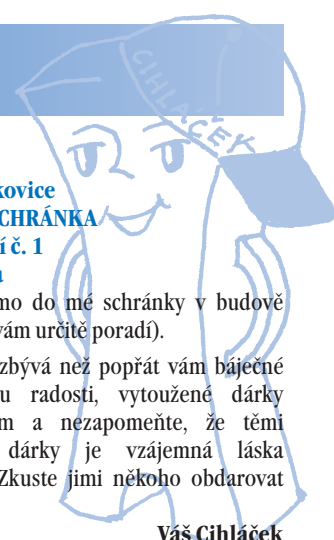 CIHLÁČEK
kovice
SCHRÁNKA
í č. 1
a
mo do mé schránky v budově
vám určitě poradí).
zbývá než popřát vám báječné
u radosti, vytoužené dárky
m a nezapomeňte, že těmi
dárky je vzájemná láska
Zkuste jimi někoho obdarovat
Váš Cihláček